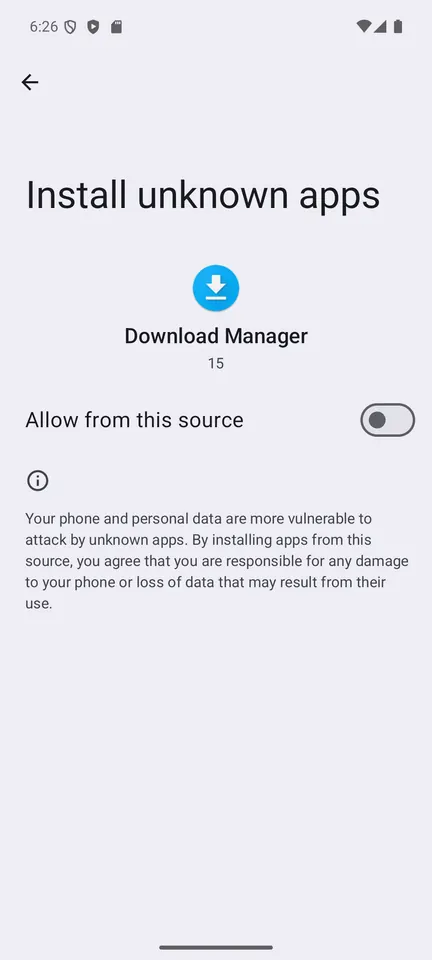 6:26
Install unknown apps
Download Manager
15
Allow from this source
Your phone and personal data are more vulnerable to
attack by unknown apps. By installing apps from this
source, you agree that you are responsible for any damage
to your phone or loss of data that may result from their
use.